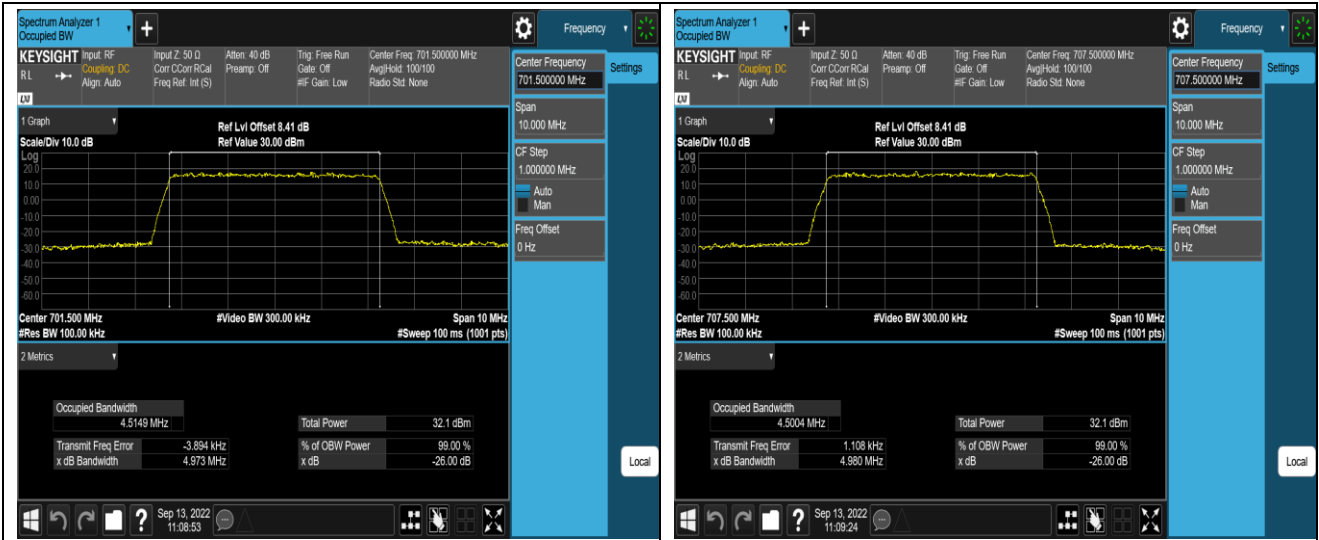 Spectrum Analyzer 1
Occupied BW
+
Frequency
KEYSIGHT
Input: RF
Coupling: DC
Align: Auto
Input Z: 50 Ω
Corr CCorr RCal
Freq Ref: Int (S)
Atten: 40 dB
Preamp: Off
Trig: Free Run
Gate: Off
#IF Gain: Low
Center Freq: 701.500000 MHz
Avg|Hold: 100/100
Radio Std: None
RL
LXI
Center Frequency
701.500000 MHz
Settings
Span
10.000 MHz
CF Step
1.000000 MHz
Auto
Man
Freq Offset
0 Hz
1 Graph
Ref Lvl Offset 8.41 dB
Scale/Div 10.0 dB
Ref Value 30.00 dBm
Log
20.0
10.0
0.00
-10.0
-20.0
-30.0
-40.0
-50.0
-60.0
Center 701.500 MHz
#Video BW 300.00 kHz
Span 10 MHz
#Res BW 100.00 kHz
#Sweep 100 ms (1001 pts)
2 Metrics
Occupied Bandwidth
4.5149 MHz
Total Power 32.1 dBm
Transmit Freq Error -3.894 kHz
% of OBW Power 99.00 %
x dB Bandwidth 4.973 MHz
x dB -26.00 dB
Local
?
Sep 13, 2022
11:08:53
Spectrum Analyzer 1
Occupied BW
+
Frequency
KEYSIGHT
Input: RF
Coupling: DC
Align: Auto
Input Z: 50 Ω
Corr CCorr RCal
Freq Ref: Int (S)
Atten: 40 dB
Preamp: Off
Trig: Free Run
Gate: Off
#IF Gain: Low
Center Freq: 707.500000 MHz
Avg|Hold: 100/100
Radio Std: None
RL
LXI
Center Frequency
707.500000 MHz
Settings
Span
10.000 MHz
CF Step
1.000000 MHz
Auto
Man
Freq Offset
0 Hz
1 Graph
Ref Lvl Offset 8.41 dB
Scale/Div 10.0 dB
Ref Value 30.00 dBm
Log
20.0
10.0
0.00
-10.0
-20.0
-30.0
-40.0
-50.0
-60.0
Center 707.500 MHz
#Video BW 300.00 kHz
Span 10 MHz
#Res BW 100.00 kHz
#Sweep 100 ms (1001 pts)
2 Metrics
Occupied Bandwidth
4.5004 MHz
Total Power 32.1 dBm
Transmit Freq Error 1.108 kHz
% of OBW Power 99.00 %
x dB Bandwidth 4.980 MHz
x dB -26.00 dB
Local
?
Sep 13, 2022
11:09:24